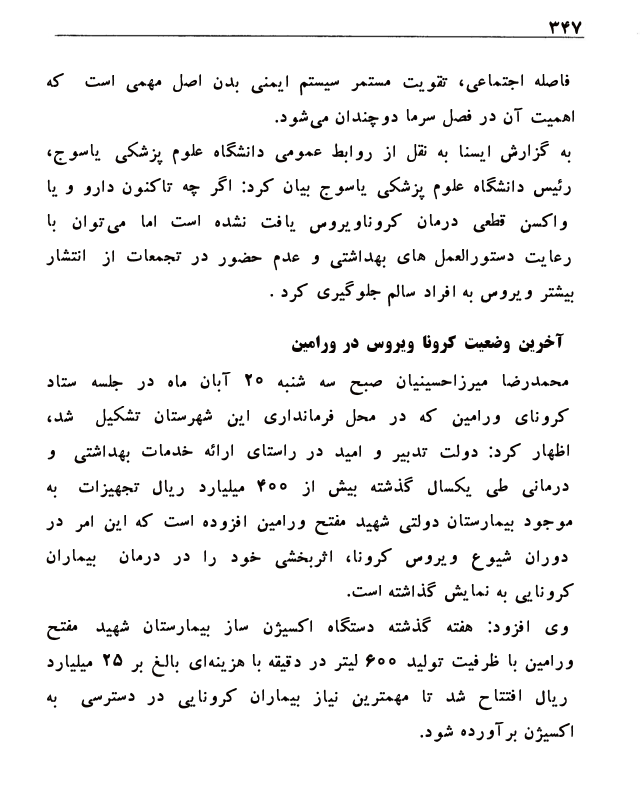 ۳۴۷
فاصله اجتماعی، تقویت مستمر سیستم ایمنی بدن اصل مهمی است که
اهمیت آن در فصل سرما دوچندان می‌شود.
به گزارش ایسنا به نقل از روابط عمومی دانشگاه علوم پزشکی یاسوج،
رئیس دانشگاه علوم پزشکی یاسوج بیان کرد: اگر چه تاکنون دارو و یا
واکسن قطعی درمان کروناویروس یافت نشده است اما می‌توان با
رعایت دستورالعمل های بهداشتی و عدم حضور در تجمعات از انتشار
بیشتر ویروس به افراد سالم جلوگیری کرد .
آخرین وضعیت کرونا ویروس در ورامین
محمدرضا میرزاحسینیان صبح سه شنبه ۲۰ آبان ماه در جلسه ستاد
کرونای ورامین که در محل فرمانداری این شهرستان تشکیل شد،
اظهار کرد: دولت تدبیر و امید در راستای ارائه خدمات بهداشتی و
درمانی طی یکسال گذشته بیش از ۴۰۰ میلیارد ریال تجهیزات به
موجود بیمارستان دولتی شهید مفتح ورامین افزوده است که این امر در
دوران شیوع ویروس کرونا، اثربخشی خود را در درمان بیماران
کرونایی به نمایش گذاشته است.
وی افزود: هفته گذشته دستگاه اکسیژن ساز بیمارستان شهید مفتح
ورامین با ظرفیت تولید ۶۰۰ لیتر در دقیقه با هزینه‌ای بالغ بر ۲۵ میلیارد
ریال افتتاح شد تا مهمترین نیاز بیماران کرونایی در دسترسی به
اکسیژن برآورده شود.